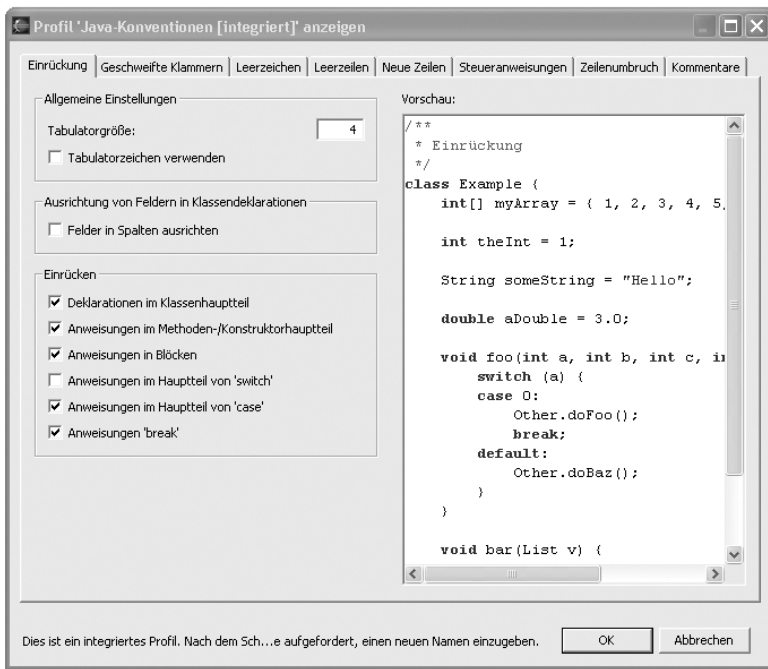 Profil 'Java-Konventionen [integriert]' anzeigen
Einrückung Geschweifte Klammern Leerzeichen Leerzeilen Neue Zeilen Steueranweisungen Zeilenumbruch Kommentare
Allgemeine Einstellungen
Tabulatorgröße: 4
Tabulatorzeichen verwenden
Ausrichtung von Feldern in Klassendeklarationen
Felder in Spalten ausrichten
Einrücken
Deklarationen im Klassenhauptteil
Anweisungen im Methoden-/Konstruktorhauptteil
Anweisungen in Blöcken
Anweisungen im Hauptteil von 'switch'
Anweisungen im Hauptteil von 'case'
Anweisungen 'break'
Vorschau:
/**
 * Einrückung
 */
class Example {
    int[] myArray = { 1, 2, 3, 4, 5,
    int theInt = 1;
    String someString = "Hello";
    double aDouble = 3.0;
    void foo(int a, int b, int c, in
        switch (a) {
        case 0:
            Other.doFoo();
            break;
        default:
            Other.doBaz();
        }
    }
    void bar(List v) {
Dies ist ein integriertes Profil. Nach dem Sch...e aufgefordert, einen neuen Namen einzugeben.
OK
Abbrechen